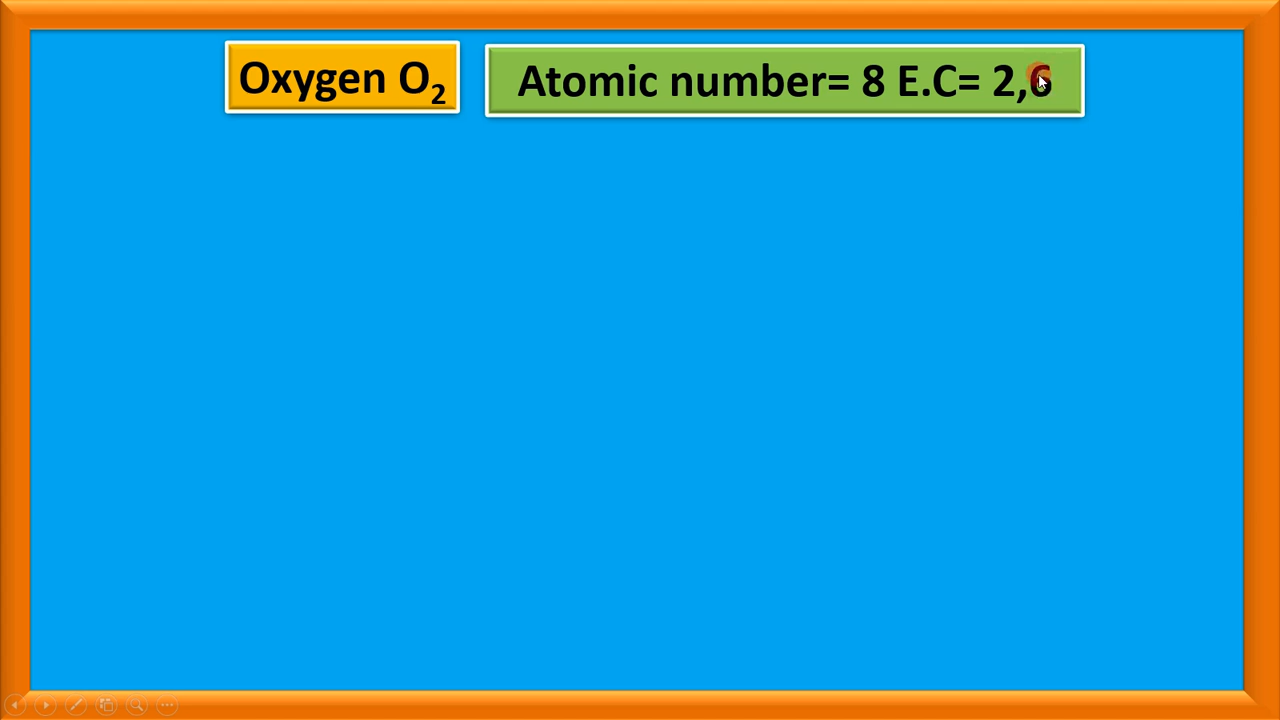 Oxygen O₂
Atomic number= 8 E.C= 2,6